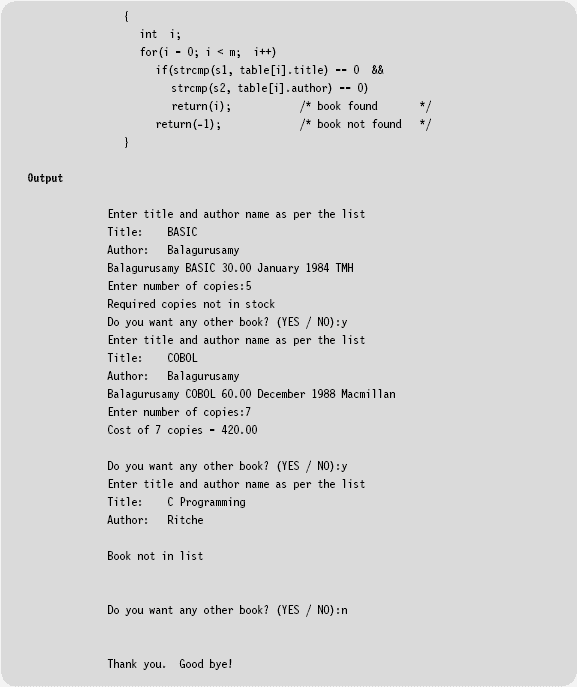 {
int i;
for(i = 0; i < m; i++)
if(strcmp(s1, table[i].title) == 0 &&
strcmp(s2, table[i].author) == 0)
return(i); /* book found */
return(-1); /* book not found */
}
Output
Enter title and author name as per the list
Title: BASIC
Author: Balagurusamy
Balagurusamy BASIC 30.00 January 1984 TMH
Enter number of copies:5
Required copies not in stock
Do you want any other book? (YES / NO):y
Enter title and author name as per the list
Title: COBOL
Author: Balagurusamy
Balagurusamy COBOL 60.00 December 1988 Macmillan
Enter number of copies:7
Cost of 7 copies = 420.00
Do you want any other book? (YES / NO):y
Enter title and author name as per the list
Title: C Programming
Author: Ritche
Book not in list
Do you want any other book? (YES / NO):n
Thank you. Good bye!